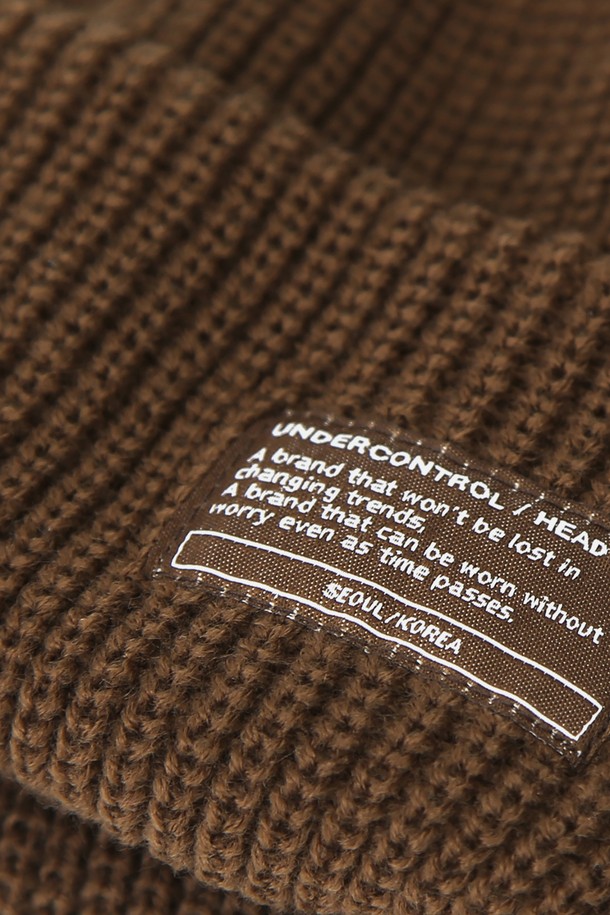 UNDERCONTROL / HEAD
A brand that won't be lost in
changing trends.
A brand that can be worn without
worry even as time passes.
SEOUL/KOREA